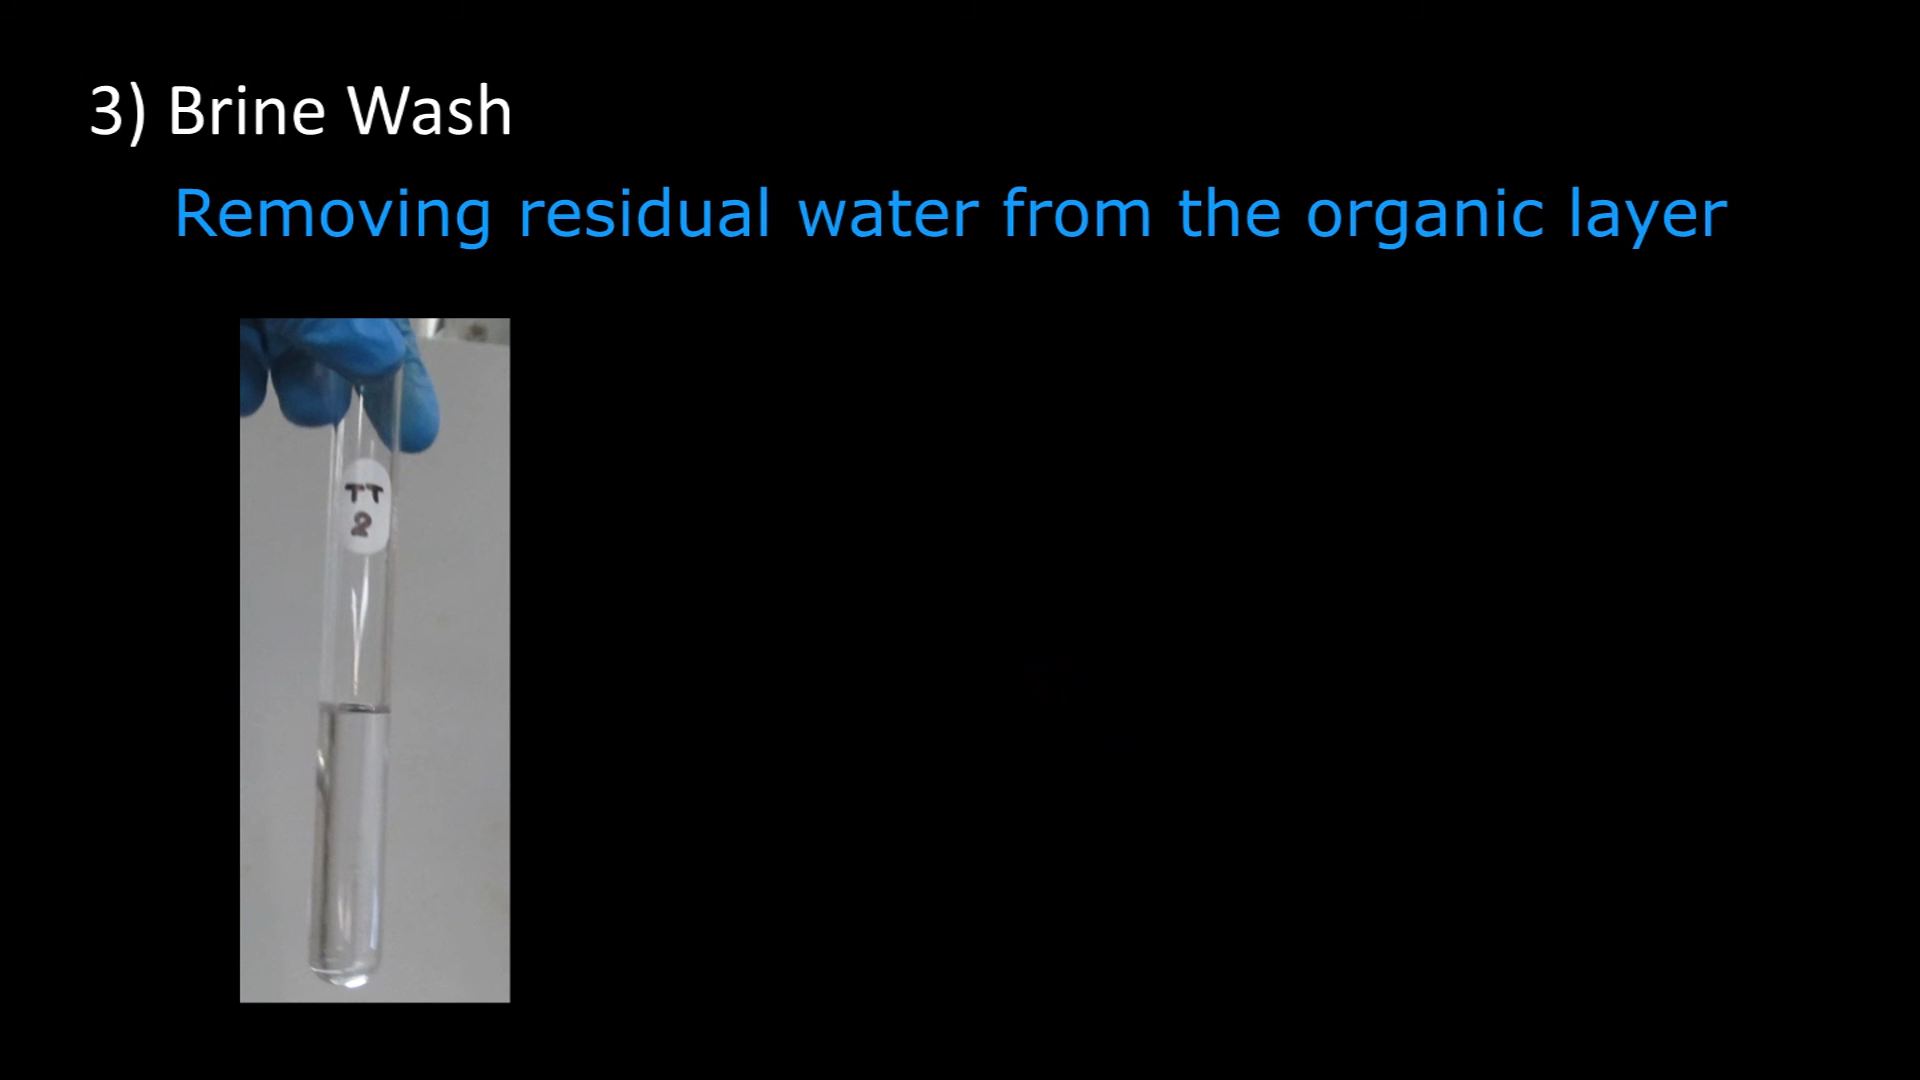 3) Brine Wash
Removing residual water from the organic layer
TT
2